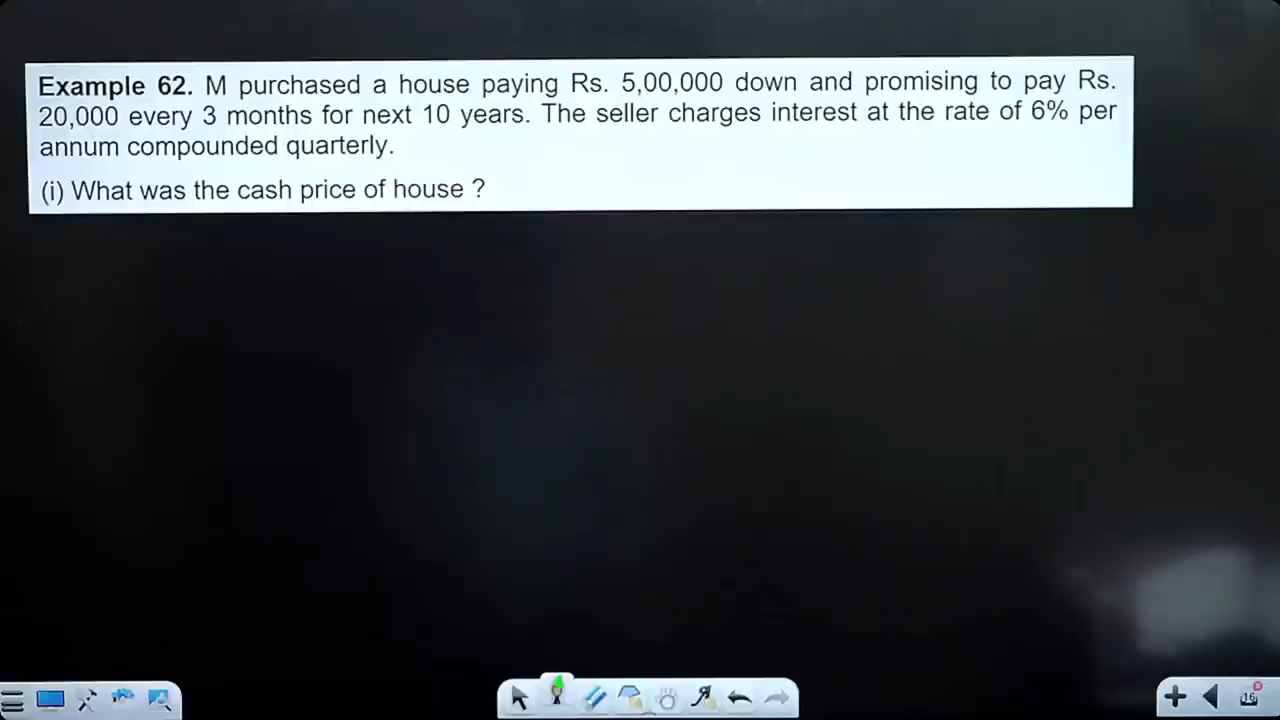 Example 62. M purchased a house paying Rs. 5,00,000 down and promising to pay Rs.
20,000 every 3 months for next 10 years. The seller charges interest at the rate of 6% per
annum compounded quarterly.
(i) What was the cash price of house ?
16